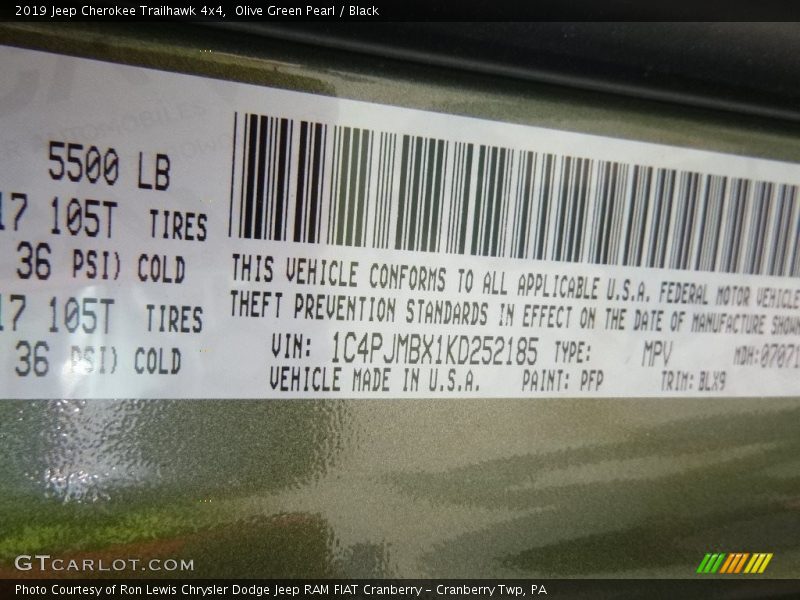 2019 Jeep Cherokee Trailhawk 4x4, Olive Green Pearl / Black
5500 LB
17 105T TIRES
36 PSI) COLD
17 105T TIRES
36 PSI) COLD
THIS VEHICLE CONFORMS TO ALL APPLICABLE U.S.A. FEDERAL MOTOR VEHICLE
THEFT PREVENTION STANDARDS IN EFFECT ON THE DATE OF MANUFACTURE SHOWN
VIN: 1C4PJMBX1KD252185 TYPE: MPV MDH: 07071
VEHICLE MADE IN U.S.A. PAINT: PFP TRIM: BLX9
GTCARLOT.COM
Photo Courtesy of Ron Lewis Chrysler Dodge Jeep RAM FIAT Cranberry - Cranberry Twp, PA